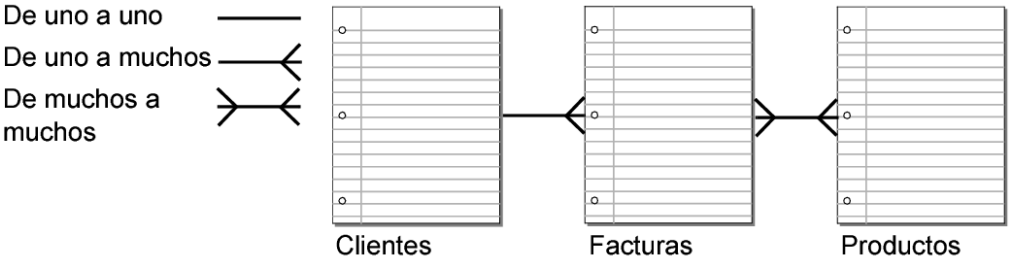 De uno a uno
De uno a muchos
De muchos a
muchos
Clientes
Facturas
Productos